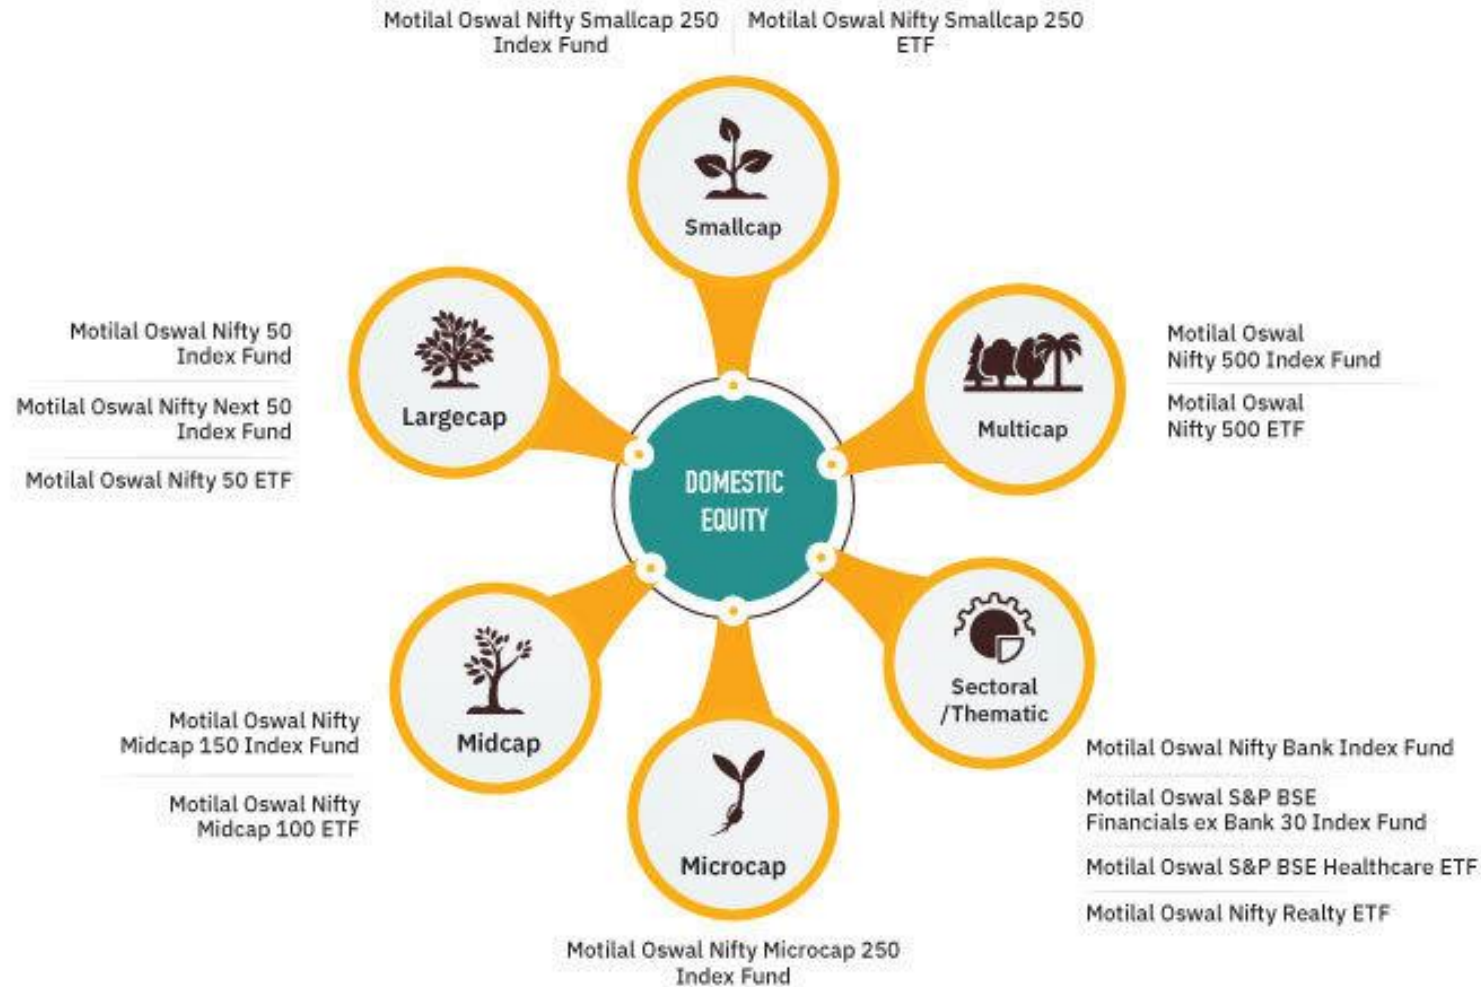 Motilal Oswal Nifty Smallcap 250
Index Fund
Motilal Oswal Nifty Smallcap 250
ETF
Smallcap
Motilal Oswal Nifty 50
Index Fund
Motilal Oswal Nifty Next 50
Index Fund
Motilal Oswal Nifty 50 ETF
Largecap
Multicap
Motilal Oswal
Nifty 500 Index Fund
Motilal Oswal
Nifty 500 ETF
DOMESTIC
EQUITY
Motilal Oswal Nifty
Midcap 150 Index Fund
Motilal Oswal Nifty
Midcap 100 ETF
Midcap
Sectoral
/Thematic
Motilal Oswal Nifty Bank Index Fund
Motilal Oswal S&P BSE
Financials ex Bank 30 Index Fund
Motilal Oswal S&P BSE Healthcare ETF
Motilal Oswal Nifty Realty ETF
Microcap
Motilal Oswal Nifty Microcap 250
Index Fund